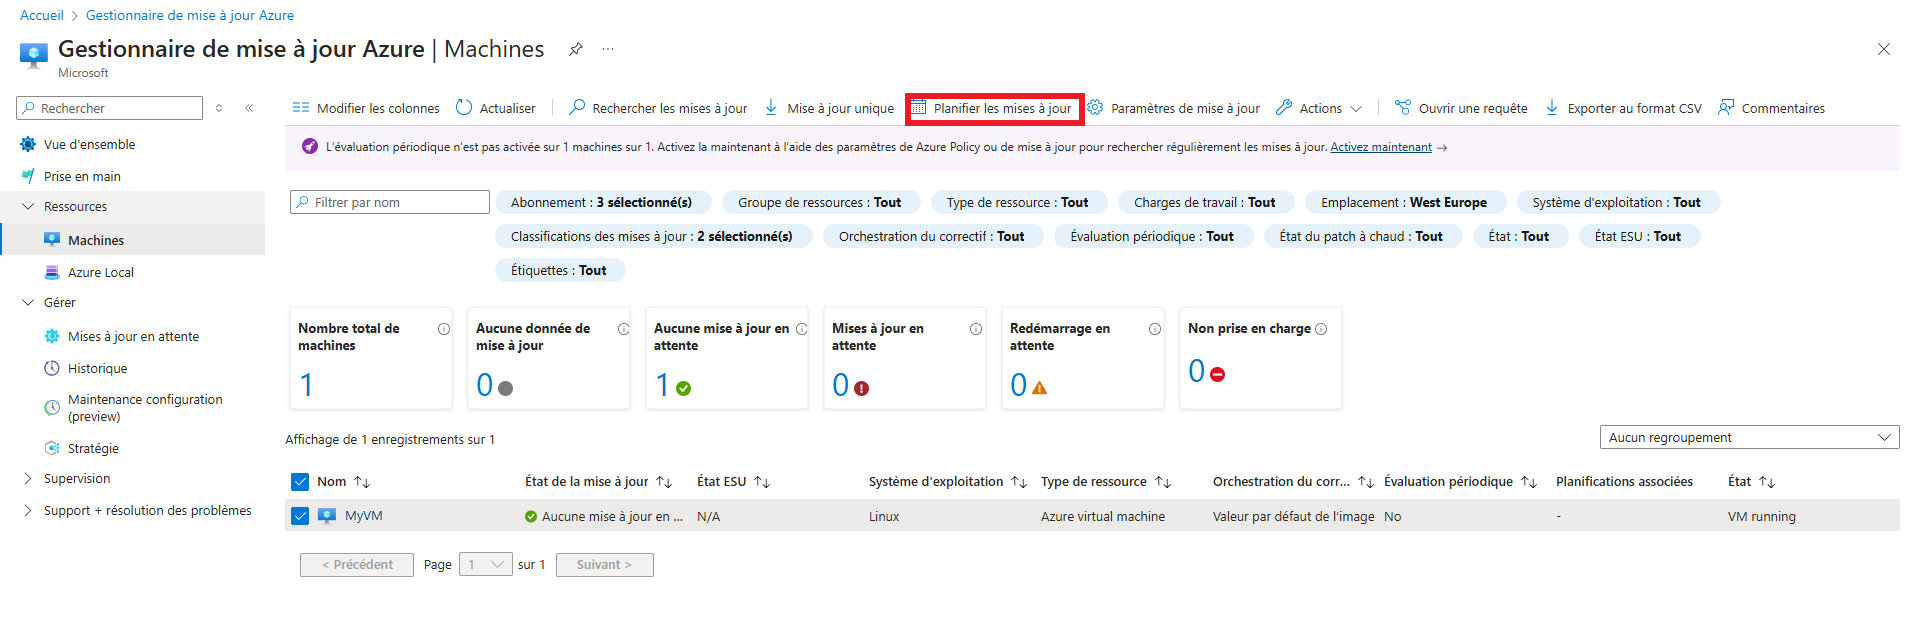 Accueil > Gestionnaire de mise à jour Azure
Gestionnaire de mise à jour Azure | Machines
Microsoft
Rechercher
Vue d'ensemble
Prise en main
Ressources
Machines
Azure Local
Gérer
Mises à jour en attente
Historique
Maintenance configuration
(preview)
Stratégie
Supervision
Support + résolution des problèmes
Modifier les colonnes Actualiser Rechercher les mises à jour Mise à jour unique Planifier les mises à jour Paramètres de mise à jour Actions Ouvrir une requête Exporter au format CSV Commentaires
L'évaluation périodique n'est pas activée sur 1 machines sur 1. Activez la maintenant à l'aide des paramètres de Azure Policy ou de mise à jour pour rechercher régulièrement les mises à jour. Activez maintenant →
Filtrer par nom Abonnement : 3 sélectionné(s) Groupe de ressources : Tout Type de ressource : Tout Charges de travail : Tout Emplacement : West Europe Système d'exploitation : Tout
Classifications des mises à jour : 2 sélectionné(s) Orchestration du correctif : Tout Évaluation périodique : Tout État du patch à chaud : Tout État : Tout État ESU : Tout
Étiquettes : Tout
Nombre total de
machines
1
Aucune donnée de
mise à jour
0
Aucune mise à jour en
attente
1
Mises à jour en
attente
0
Redémarrage en
attente
0
Non prise en charge
0
Affichage de 1 enregistrements sur 1
Aucun regroupement
Nom État de la mise à jour État ESU Système d'exploitation Type de ressource Orchestration du corr... Évaluation périodique Planifications associées État
MyVM Aucune mise à jour en ... N/A Linux Azure virtual machine Valeur par défaut de l'image No - VM running
< Précédent Page 1 sur 1 Suivant >